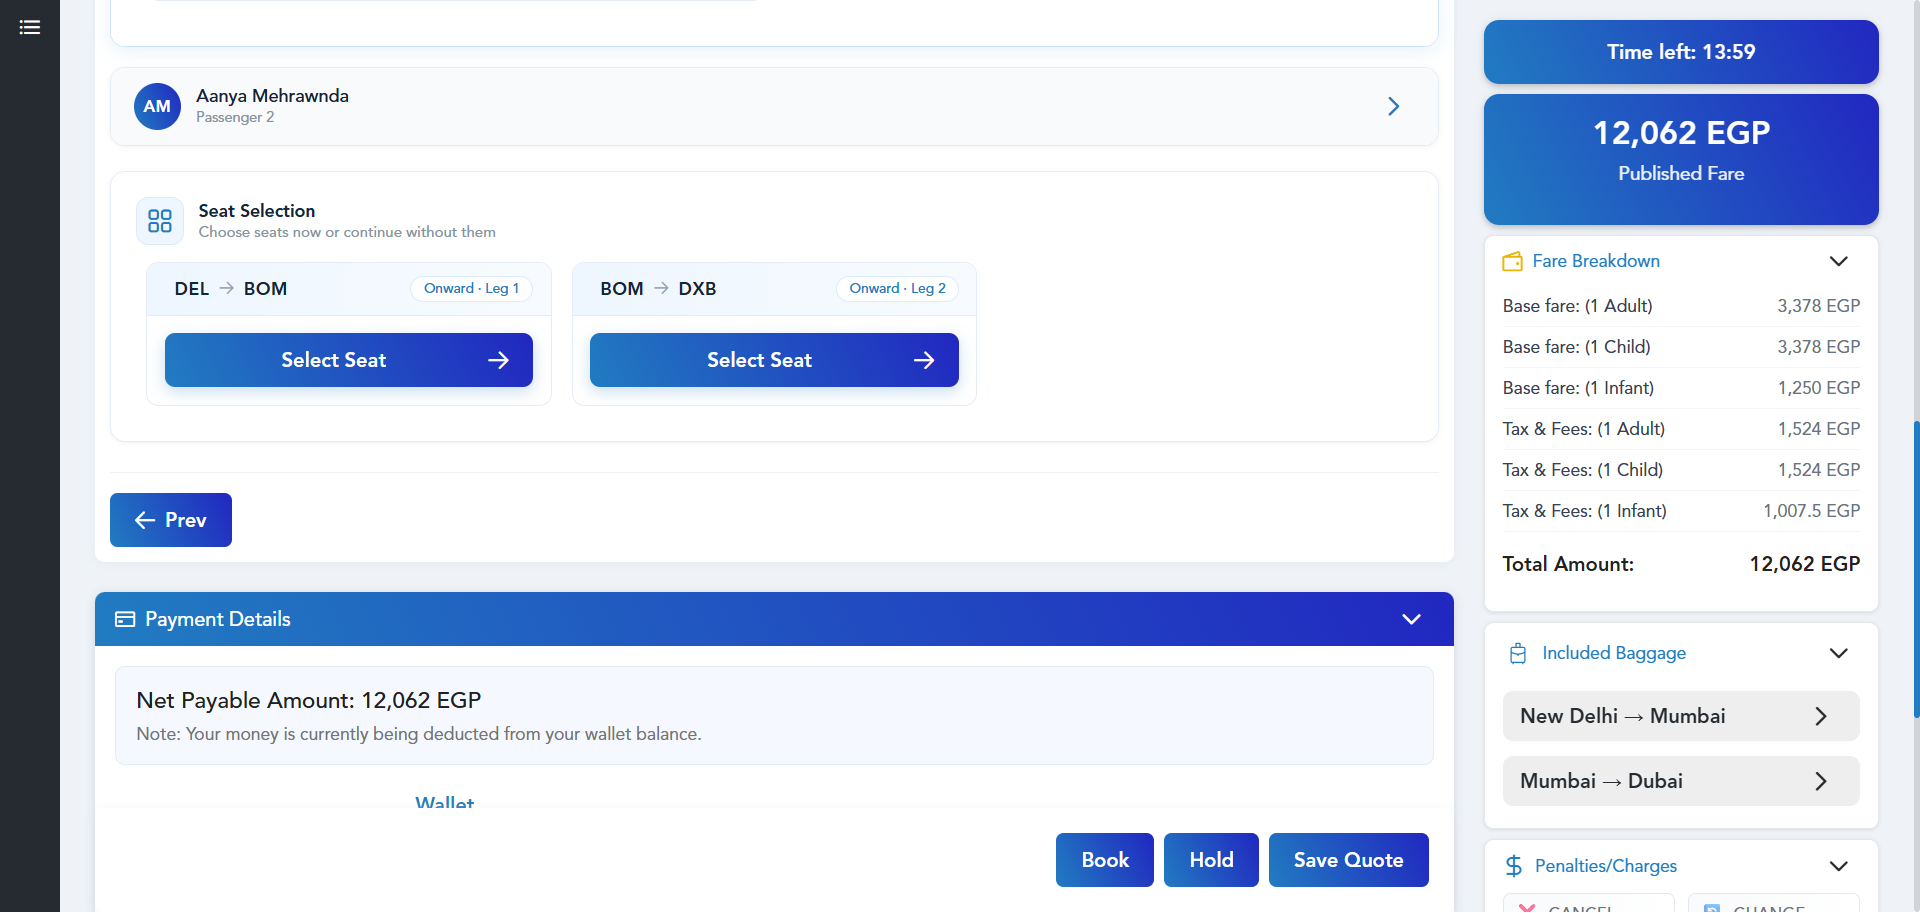 AM
Aanya Mehrawnda
Passenger 2
Seat Selection
Choose seats now or continue without them
DEL → BOM
Onward · Leg 1
Select Seat →
BOM → DXB
Onward · Leg 2
Select Seat →
← Prev
Payment Details
Net Payable Amount: 12,062 EGP
Note: Your money is currently being deducted from your wallet balance.
Wallet
Book
Hold
Save Quote
Time left: 13:59
12,062 EGP
Published Fare
Fare Breakdown
Base fare: (1 Adult) 3,378 EGP
Base fare: (1 Child) 3,378 EGP
Base fare: (1 Infant) 1,250 EGP
Tax & Fees: (1 Adult) 1,524 EGP
Tax & Fees: (1 Child) 1,524 EGP
Tax & Fees: (1 Infant) 1,007.5 EGP
Total Amount: 12,062 EGP
Included Baggage
New Delhi → Mumbai
Mumbai → Dubai
Penalties/Charges
CANCEL
CHANGE